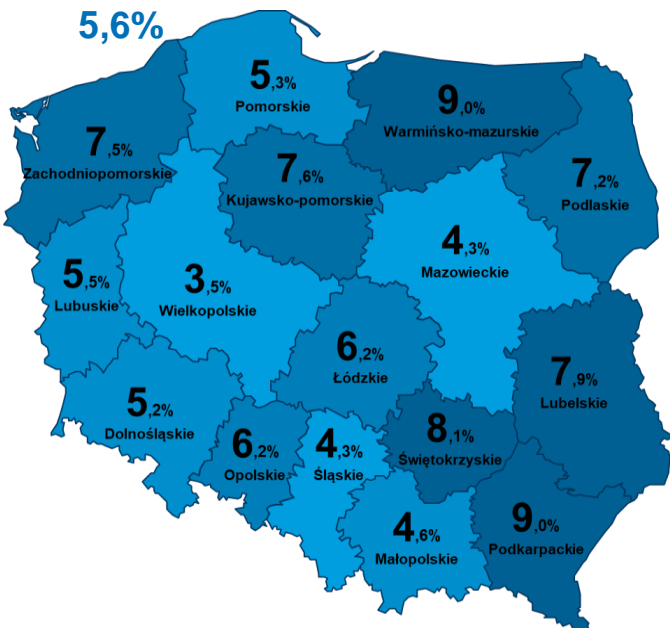 5,6%
5,3%
Pomorskie
9,0%
Warmińsko-mazurskie
7,5%
Zachodniopomorskie
7,6%
Kujawsko-pomorskie
7,2%
Podlaskie
4,3%
Mazowieckie
5,5%
Lubuskie
3,5%
Wielkopolskie
6,2%
Łódzkie
7,9%
Lubelskie
5,2%
Dolnośląskie
6,2%
Opolskie
4,3%
Śląskie
8,1%
Świętokrzyskie
4,6%
Małopolskie
9,0%
Podkarpackie